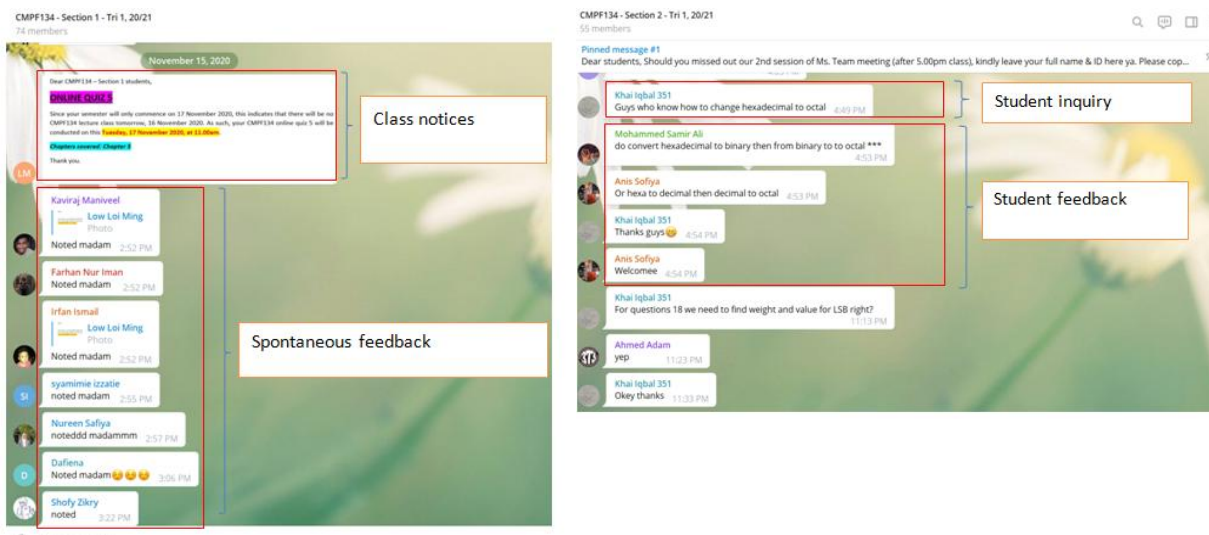 CMPF134 - Section 1 - Tri 1, 20/21
74 members
November 15, 2020
Dear CMPF134 – Section 1 students,
ONLINE QUIZ 5
Since your semester will only commence on 17 November 2020, this indicates that there will be no
CMPF134 lecture class tomorrow, 16 November 2020. As such, your CMPF134 online quiz 5 will be
conducted on this Tuesday, 17 November 2020, at 11.00am.
Chapters covered: Chapter 5
Thank you.
LM
Class notices
Kaviraj Maniveel
Low Loi Ming
Photo
Noted madam 2:52 PM
Farhan Nur Iman
Noted madam 2:52 PM
Irfan Ismail
Low Loi Ming
Photo
Noted madam 2:52 PM
SI
syamimie izzatie
noted madam 2:55 PM
Nureen Safiya
noteddd madammm 2:57 PM
D
Dafiena
Noted madam😔😔😔 3:06 PM
Shofy Zikry
noted 3:22 PM
Spontaneous feedback
CMPF134 - Section 2 - Tri 1, 20/21
55 members
Pinned message #1
Dear students, Should you missed out our 2nd session of Ms. Team meeting (after 5.00pm class), kindly leave your full name & ID here ya. Please cop...
Khai Iqbal 351
Guys who know how to change hexadecimal to octal 4:49 PM
Student inquiry
Mohammed Samir Ali
do convert hexadecimal to binary then from binary to to octal ***
4:53 PM
Anis Sofiya
Or hexa to decimal then decimal to octal 4:53 PM
Khai Iqbal 351
Thanks guys😁 4:54 PM
Anis Sofiya
Welcomee 4:54 PM
Student feedback
Khai Iqbal 351
For questions 18 we need to find weight and value for LSB right?
11:13 PM
Ahmed Adam
yep 11:23 PM
Khai Iqbal 351
Okey thanks 11:33 PM